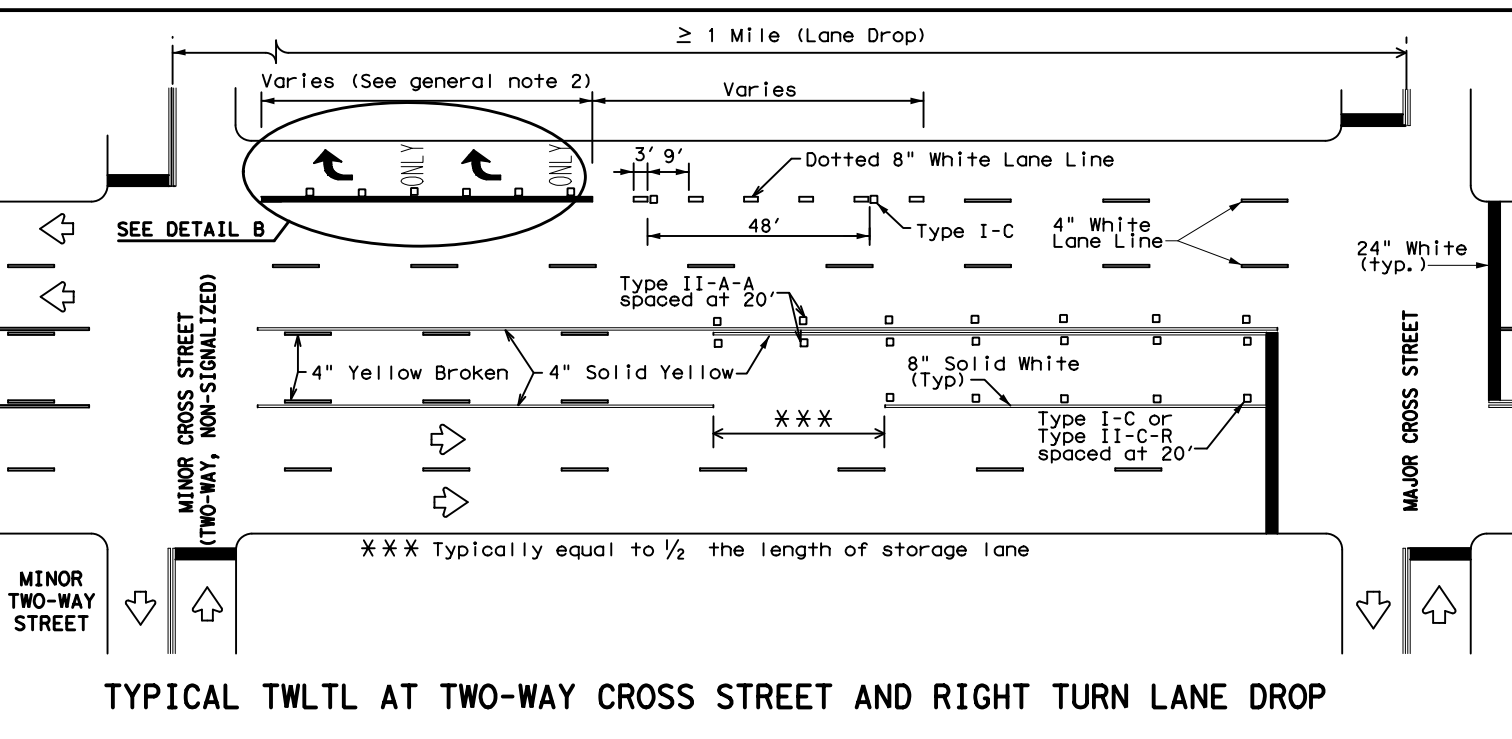 ≥ 1 Mile (Lane Drop)
Varies (See general note 2)
Varies
ONLY
ONLY
3' 9'
Dotted 8" White Lane Line
SEE DETAIL B
48'
Type I-C
4" White
Lane Line
24" White
(typ.)
Type II-A-A
spaced at 20'
MINOR CROSS STREET
(TWO-WAY, NON-SIGNALIZED)
4" Yellow Broken
4" Solid Yellow
8" Solid White
(Typ)
***
Type I-C or
Type II-C-R
spaced at 20'
MAJOR CROSS STREET
*** Typically equal to ½ the length of storage lane
MINOR
TWO-WAY
STREET
TYPICAL TWLTL AT TWO-WAY CROSS STREET AND RIGHT TURN LANE DROP